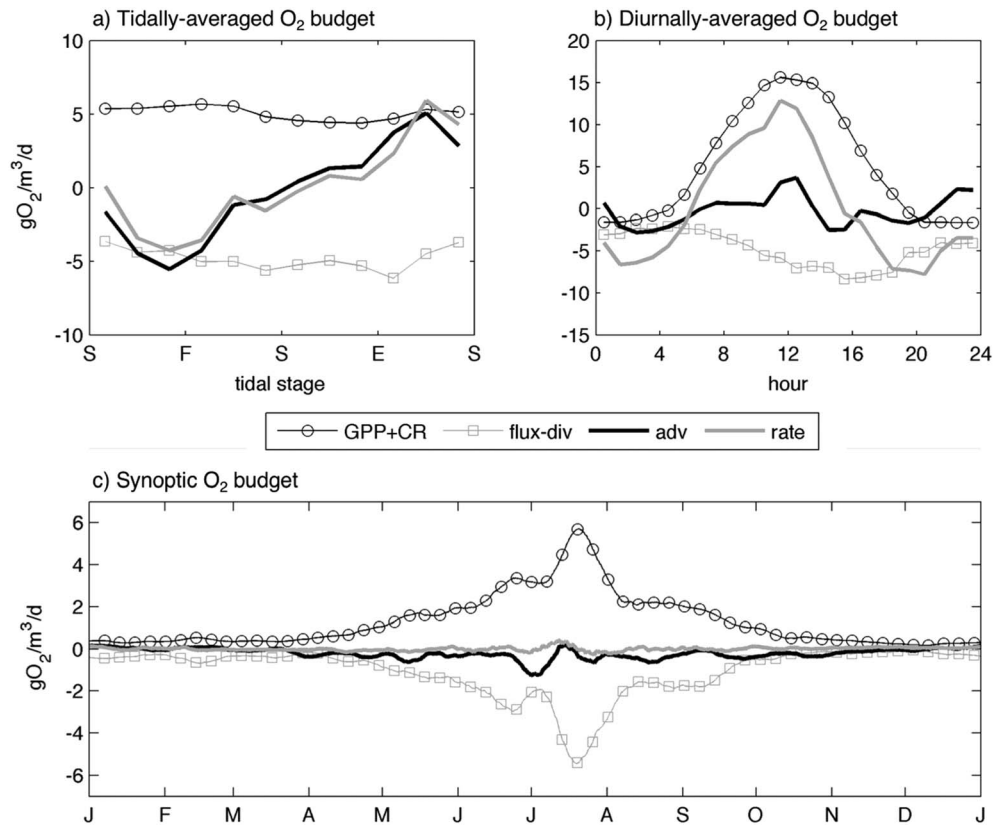 a) Tidally-averaged O2 budget
gO2/m3/d
10
5
0
-5
-10
S F S E S
tidal stage
b) Diurnally-averaged O2 budget
20
15
10
5
0
-5
-10
-15
0 4 8 12 16 20 24
hour
GPP+CR flux-div adv rate
c) Synoptic O2 budget
gO2/m3/d
6
4
2
0
-2
-4
-6
J F M A M J J A S O N D J